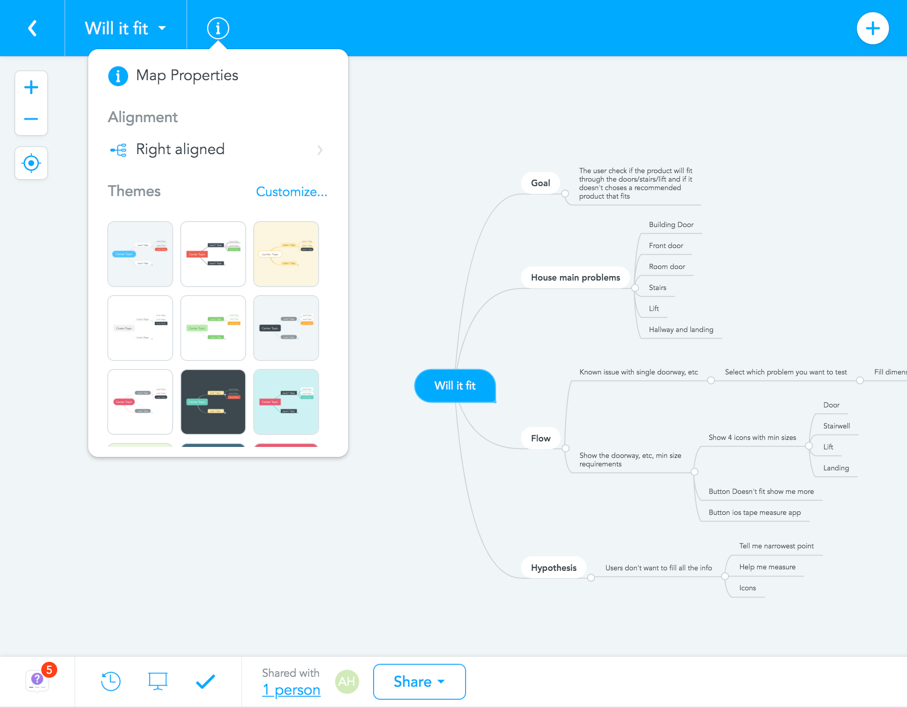 Will it fit
Map Properties
Alignment
Right aligned
Themes
Customize...
Will it fit
Goal
The user check if the product will fit
through the doors/stairs/lift and if it
doesn't choses a recommended
product that fits
House main problems
Building Door
Front door
Room door
Stairs
Lift
Hallway and landing
Flow
Known issue with single doorway, etc
Select which problem you want to test
Fill dimens
Show the doorway, etc, min size
requirements
Show 4 icons with min sizes
Door
Stairwell
Lift
Landing
Button Doesn't fit show me more
Button ios tape measure app
Hypothesis
Users don't want to fill all the info
Tell me narrowest point
Help me measure
Icons
5
Shared with
1 person
AH
Share